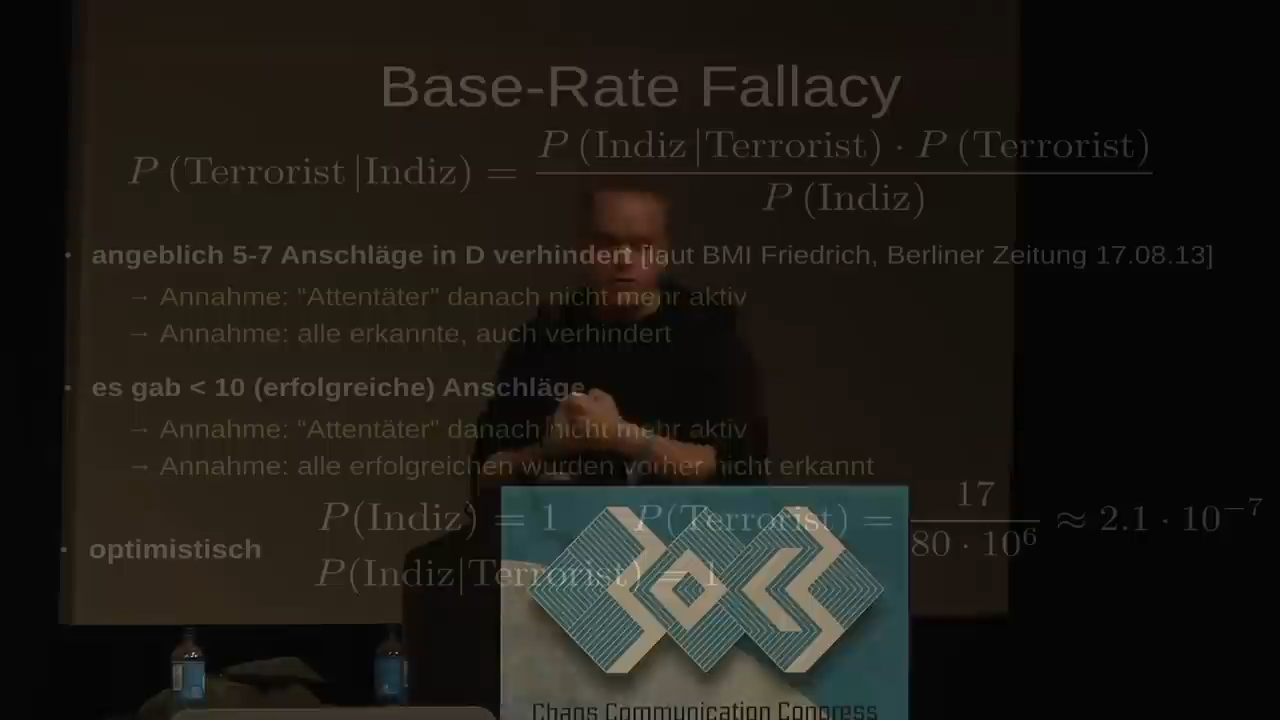 Base-Rate Fallacy
P (Terrorist | Indiz) = P (Indiz | Terrorist) · P (Terrorist) / P (Indiz)
• angeblich 5-7 Anschläge in D verhindert [laut BMI Friedrich, Berliner Zeitung 17.08.13]
→ Annahme: "Attentäter" danach nicht mehr aktiv
→ Annahme: alle erkannte, auch verhindert
• es gab < 10 (erfolgreiche) Anschläge
→ Annahme: "Attentäter" danach nicht mehr aktiv
→ Annahme: alle erfolgreichen wurden vorher nicht erkannt
• optimistisch
P(Indiz) = 1 P(Terrorist) = 17 / 80 · 10⁶ ≈ 2.1 · 10⁻⁷
P(Indiz|Terrorist) = 1
Chaos Communication Congress